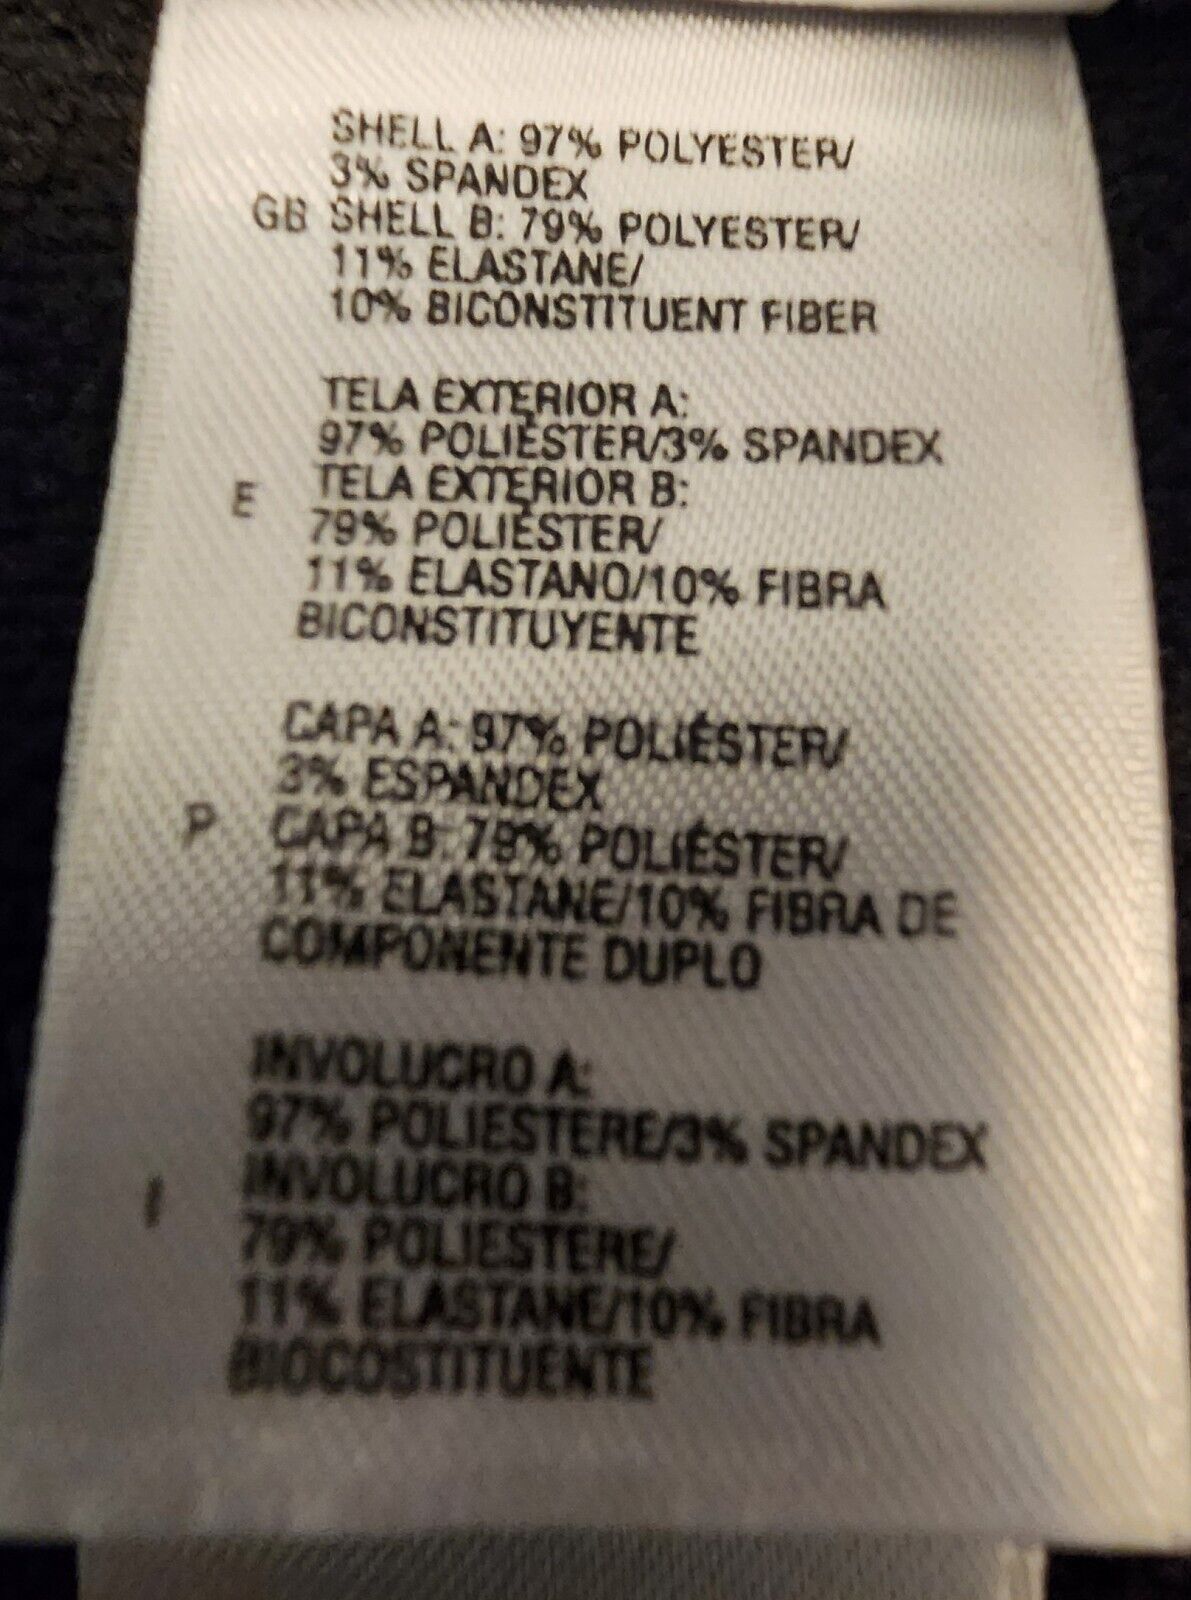 SHELL A: 97% POLYESTER/
3% SPANDEX
GB SHELL B: 79% POLYESTER/
11% ELASTANE/
10% BICONSTITUENT FIBER
TELA EXTERIOR A:
97% POLIÉSTER/3% SPANDEX
E TELA EXTERIOR B:
79% POLIÉSTER/
11% ELASTANO/10% FIBRA
BICONSTITUYENTE
CAPA A: 97% POLIÉSTER/
3% ESPANDEX
P CAPA B: 79% POLIÉSTER/
11% ELASTANE/10% FIBRA DE
COMPONENTE DUPLO
INVOLUCRO A:
97% POLIESTERE/3% SPANDEX
I INVOLUCRO B:
79% POLIESTERE/
11% ELASTANE/10% FIBRA
BIOCOSTITUENTE